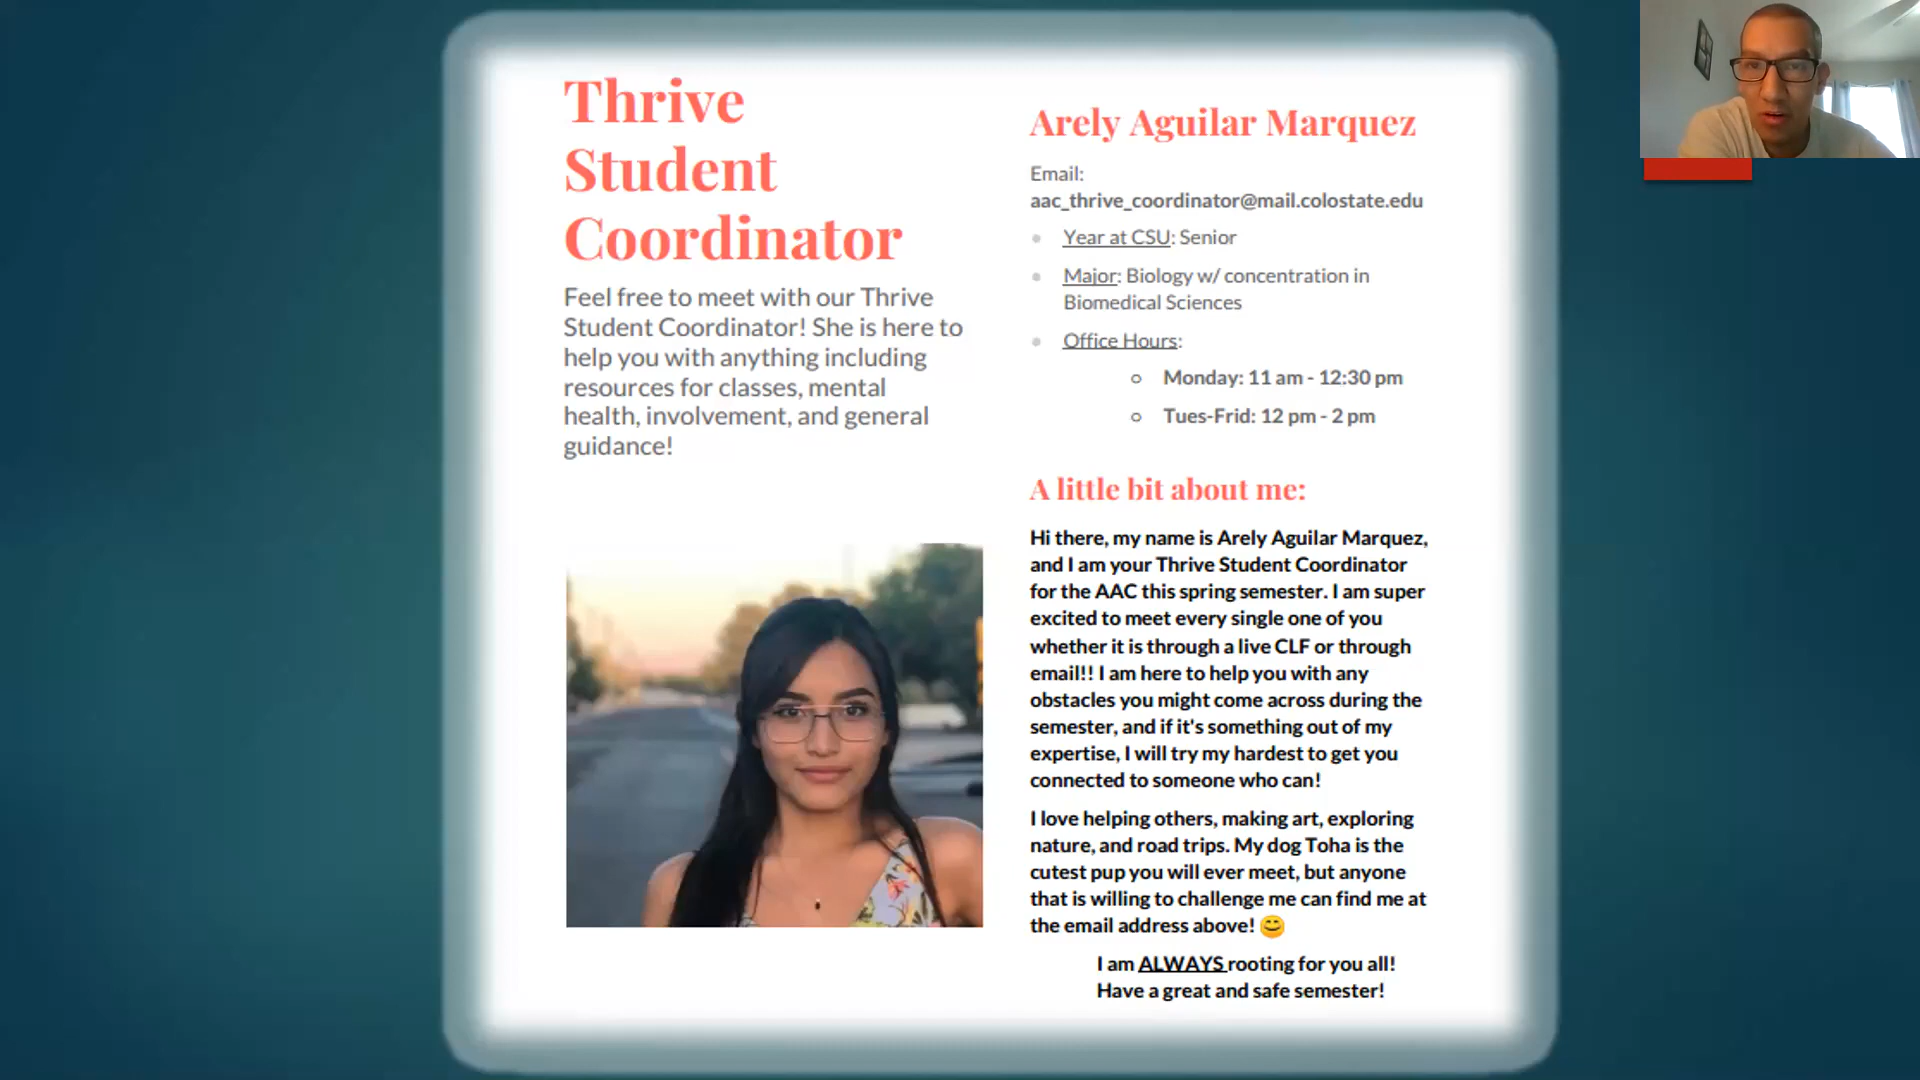 Thrive
Student
Coordinator
Feel free to meet with our Thrive
Student Coordinator! She is here to
help you with anything including
resources for classes, mental
health, involvement, and general
guidance!
Arely Aguilar Marquez
Email:
aac_thrive_coordinator@mail.colostate.edu
Year at CSU: Senior
Major: Biology w/ concentration in
Biomedical Sciences
Office Hours:
Monday: 11 am - 12:30 pm
Tues-Frid: 12 pm - 2 pm
A little bit about me:
Hi there, my name is Arely Aguilar Marquez,
and I am your Thrive Student Coordinator
for the AAC this spring semester. I am super
excited to meet every single one of you
whether it is through a live CLF or through
email!! I am here to help you with any
obstacles you might come across during the
semester, and if it's something out of my
expertise, I will try my hardest to get you
connected to someone who can!
I love helping others, making art, exploring
nature, and road trips. My dog Toha is the
cutest pup you will ever meet, but anyone
that is willing to challenge me can find me at
the email address above! 😊
I am ALWAYS rooting for you all!
Have a great and safe semester!